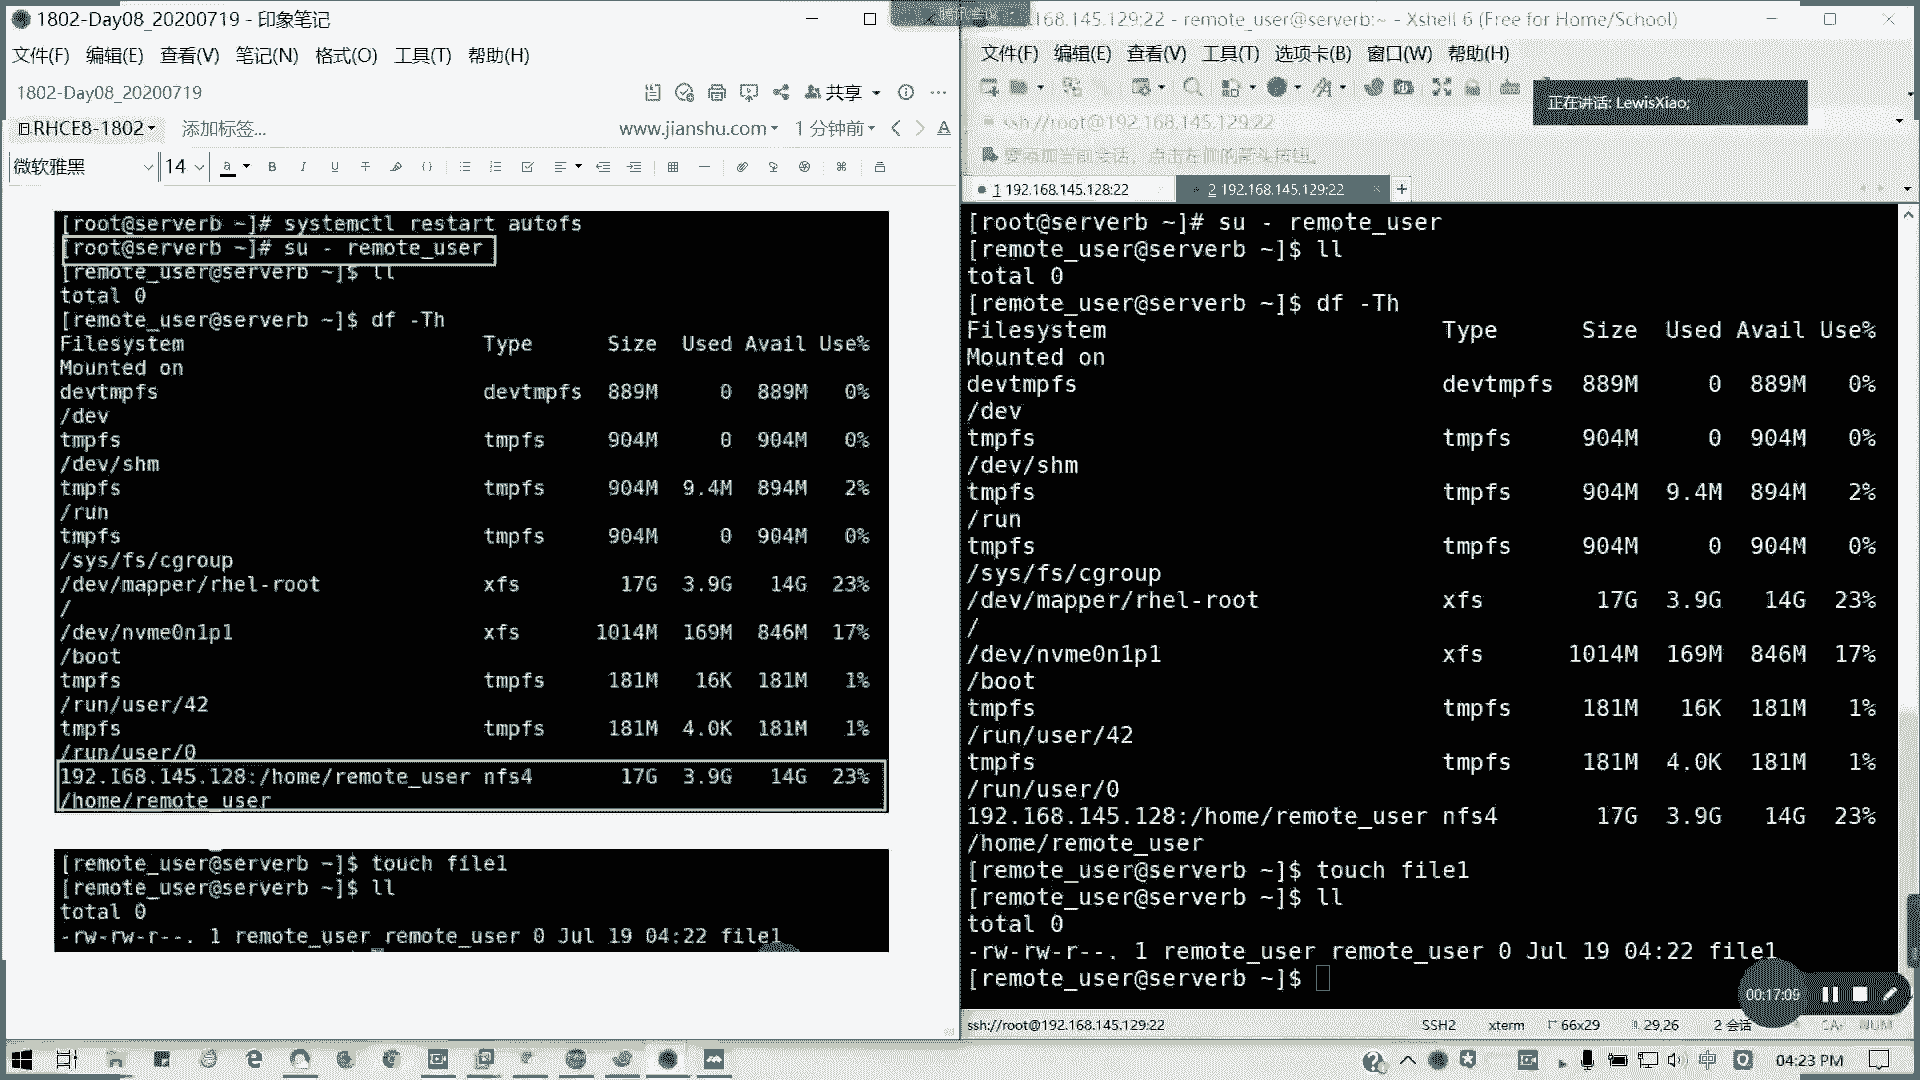 1802-Day08_20200719 - 印象笔记
文件(F) 编辑(E) 查看(V) 笔记(N) 格式(O) 工具(T) 帮助(H)
1802-Day08_20200719
共享
RHCE8-1802
添加标签...
www.jianshu.com
1 分钟前
微软雅黑
14
[root@serverb ~]# systemctl restart autofs
[root@serverb ~]# su - remote_user
[remote_user@serverb ~]$ ll
total 0
[remote_user@serverb ~]$ df -Th
Filesystem Type Size Used Avail Use%
Mounted on
devtmpfs devtmpfs 889M 0 889M 0%
/dev
tmpfs tmpfs 904M 0 904M 0%
/dev/shm
tmpfs tmpfs 904M 9.4M 894M 2%
/run
tmpfs tmpfs 904M 0 904M 0%
/sys/fs/cgroup
/dev/mapper/rhel-root xfs 17G 3.9G 14G 23%
/
/dev/nvme0n1p1 xfs 1014M 169M 846M 17%
/boot
tmpfs tmpfs 181M 16K 181M 1%
/run/user/42
tmpfs tmpfs 181M 4.0K 181M 1%
/run/user/0
192.168.145.128:/home/remote_user nfs4 17G 3.9G 14G 23%
/home/remote_user
[remote_user@serverb ~]$ touch file1
[remote_user@serverb ~]$ ll
total 0
-rw-rw-r--. 1 remote_user remote_user 0 Jul 19 04:22 file1
168.145.129:22 - remote_user@serverb:~ - Xshell 6 (Free for Home/School)
文件(F) 编辑(E) 查看(V) 工具(T) 选项卡(B) 窗口(W) 帮助(H)
正在讲话: LewisXiao;
ssh://root@192.168.145.129:22
要添加当前会话，点击左侧的箭头按钮。
1 192.168.145.128:22
2 192.168.145.129:22
[root@serverb ~]# su - remote_user
[remote_user@serverb ~]$ ll
total 0
[remote_user@serverb ~]$ df -Th
Filesystem Type Size Used Avail Use%
Mounted on
devtmpfs devtmpfs 889M 0 889M 0%
/dev
tmpfs tmpfs 904M 0 904M 0%
/dev/shm
tmpfs tmpfs 904M 9.4M 894M 2%
/run
tmpfs tmpfs 904M 0 904M 0%
/sys/fs/cgroup
/dev/mapper/rhel-root xfs 17G 3.9G 14G 23%
/
/dev/nvme0n1p1 xfs 1014M 169M 846M 17%
/boot
tmpfs tmpfs 181M 16K 181M 1%
/run/user/42
tmpfs tmpfs 181M 4.0K 181M 1%
/run/user/0
192.168.145.128:/home/remote_user nfs4 17G 3.9G 14G 23%
/home/remote_user
[remote_user@serverb ~]$ touch file1
[remote_user@serverb ~]$ ll
total 0
-rw-rw-r--. 1 remote_user remote_user 0 Jul 19 04:22 file1
[remote_user@serverb ~]$
00:17:09
ssh://root@192.168.145.129:22 SSH2 xterm 66x29 29,26 2 会话 NUM
中
04:23 PM